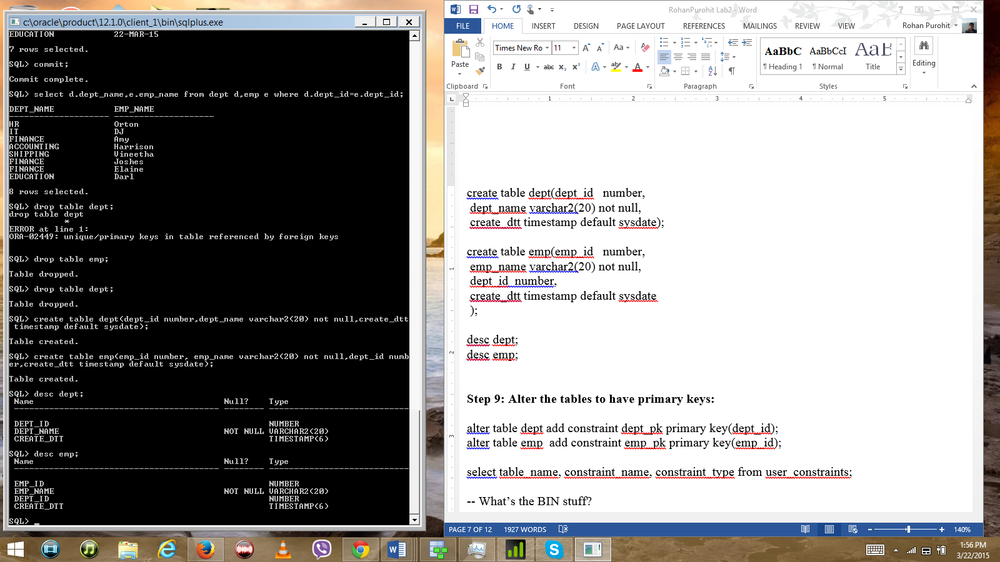 c:\oracle\product\12.1.0\client_1\bin\sqlplus.exe
EDUCATION 22-MAR-15
7 rows selected.
SQL> commit;
Commit complete.
SQL> select d.dept_name,e.emp_name from dept d,emp e where d.dept_id=e.dept_id;
DEPT_NAME EMP_NAME
-------------------- --------------------
HR Orton
IT DJ
FINANCE Amy
ACCOUNTING Harrison
SHIPPING Vineetha
FINANCE Joshes
FINANCE Elaine
EDUCATION Darl
8 rows selected.
SQL> drop table dept;
drop table dept
*
ERROR at line 1:
ORA-02449: unique/primary keys in table referenced by foreign keys
SQL> drop table emp;
Table dropped.
SQL> drop table dept;
Table dropped.
SQL> create table dept(dept_id number,dept_name varchar2(20) not null,create_dtt
timestamp default sysdate);
Table created.
SQL> create table emp(emp_id number, emp_name varchar2(20) not null,dept_id numb
er,create_dtt timestamp default sysdate);
Table created.
SQL> desc dept;
Name Null? Type
----------------------------------------- -------- ----------------------------
DEPT_ID NUMBER
DEPT_NAME NOT NULL VARCHAR2(20)
CREATE_DTT TIMESTAMP(6)
SQL> desc emp;
Name Null? Type
----------------------------------------- -------- ----------------------------
EMP_ID NUMBER
EMP_NAME NOT NULL VARCHAR2(20)
DEPT_ID NUMBER
CREATE_DTT TIMESTAMP(6)
SQL> _
RohanPurohit Lab2 - Word
FILE HOME INSERT DESIGN PAGE LAYOUT REFERENCES MAILINGS REVIEW VIEW Rohan Purohit
Times New Ro 11 Aa
AaBbC AaBbCcI AaB
Paste B I U abc x₂ x² A A ¶ Heading 1 ¶ Normal Title Editing
Clipboard Font Paragraph Styles
1 2 3 4 5
create table dept(dept_id number,
dept_name varchar2(20) not null,
create_dtt timestamp default sysdate);
create table emp(emp_id number,
emp_name varchar2(20) not null,
dept_id number,
create_dtt timestamp default sysdate
);
desc dept;
desc emp;
Step 9: Alter the tables to have primary keys:
alter table dept add constraint dept_pk primary key(dept_id);
alter table emp add constraint emp_pk primary key(emp_id);
select table_name, constraint_name, constraint_type from user_constraints;
-- What’s the BIN stuff?
1
2
3
PAGE 7 OF 12 1927 WORDS 140%
1:56 PM
3/22/2015